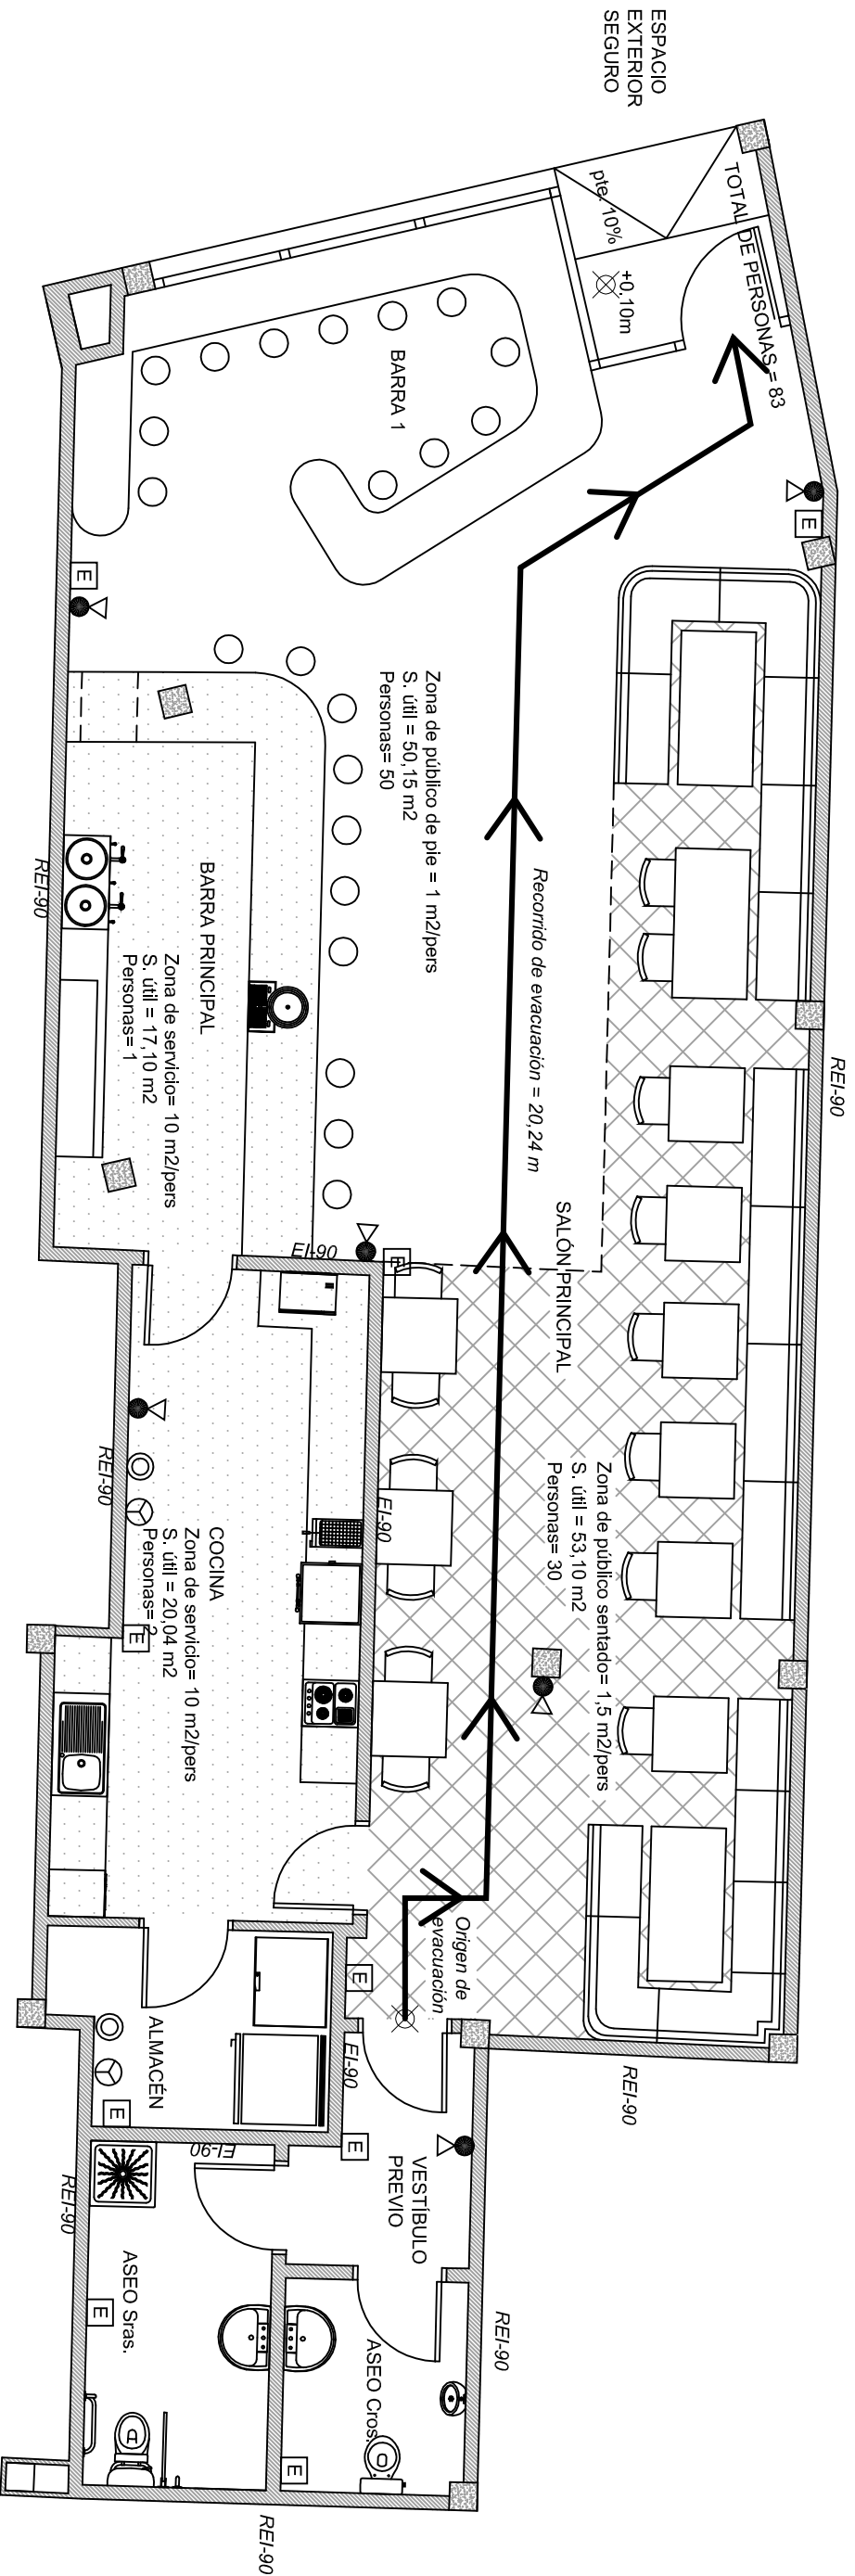 ESPACIO
EXTERIOR
SEGURO
TOTAL DE PERSONAS = 83
pte. 10%
+0,10m
BARRA 1
E
E
Zona de público de pie = 1 m2/pers
S. útil = 50,15 m2
Personas= 50
Recorrido de evacuación = 20,24 m
REI-90
BARRA PRINCIPAL
Zona de servicio= 10 m2/pers
S. útil = 17,10 m2
Personas= 1
REI-90
SALÓN PRINCIPAL
EI-90
E
Zona de público sentado= 1,5 m2/pers
S. útil = 53,10 m2
Personas= 30
REI-90
EI-90
COCINA
Zona de servicio= 10 m2/pers
S. útil = 20,04 m2
Personas= 2
E
Origen de
evacuación
E
REI-90
EI-90
ALMACÉN
E
E
EI-90
VESTÍBULO
PREVIO
REI-90
ASEO Sras.
E
ASEO Cros.
REI-90
E
REI-90